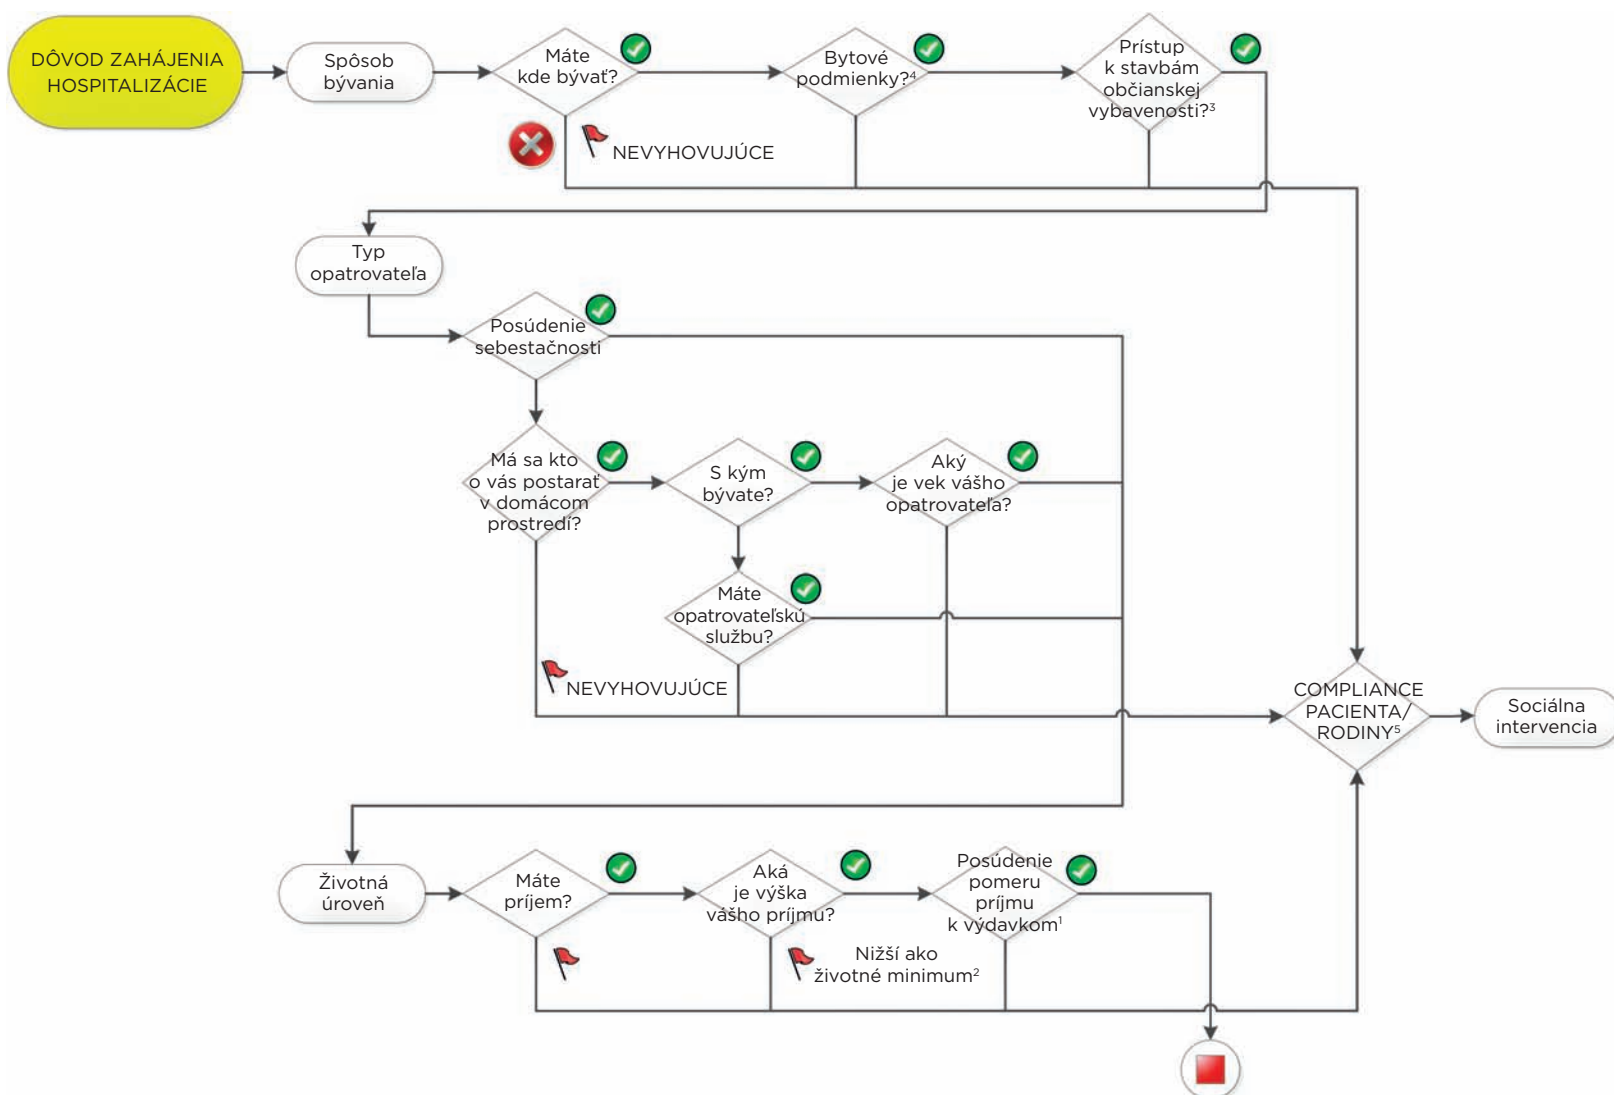 DÔVOD ZAHÁJENIA
HOSPITALIZÁCIE
Spôsob
bývania
Máte
kde bývať?
Bytové
podmienky?⁴
Prístup
k stavbám
občianskej
vybavenosti?³
NEVYHOVUJÚCE
Typ
opatrovateľa
Posúdenie
sebestačnosti
Má sa kto
o vás postarať
v domácom
prostredí?
S kým
bývate?
Aký
je vek vášho
opatrovateľa?
Máte
opatrovateľskú
službu?
NEVYHOVUJÚCE
COMPLIANCE
PACIENTA/
RODINY⁵
Sociálna
intervencia
Životná
úroveň
Máte
príjem?
Aká
je výška
vášho príjmu?
Posúdenie
pomeru
príjmu
k výdavkom¹
Nižší ako
životné minimum²